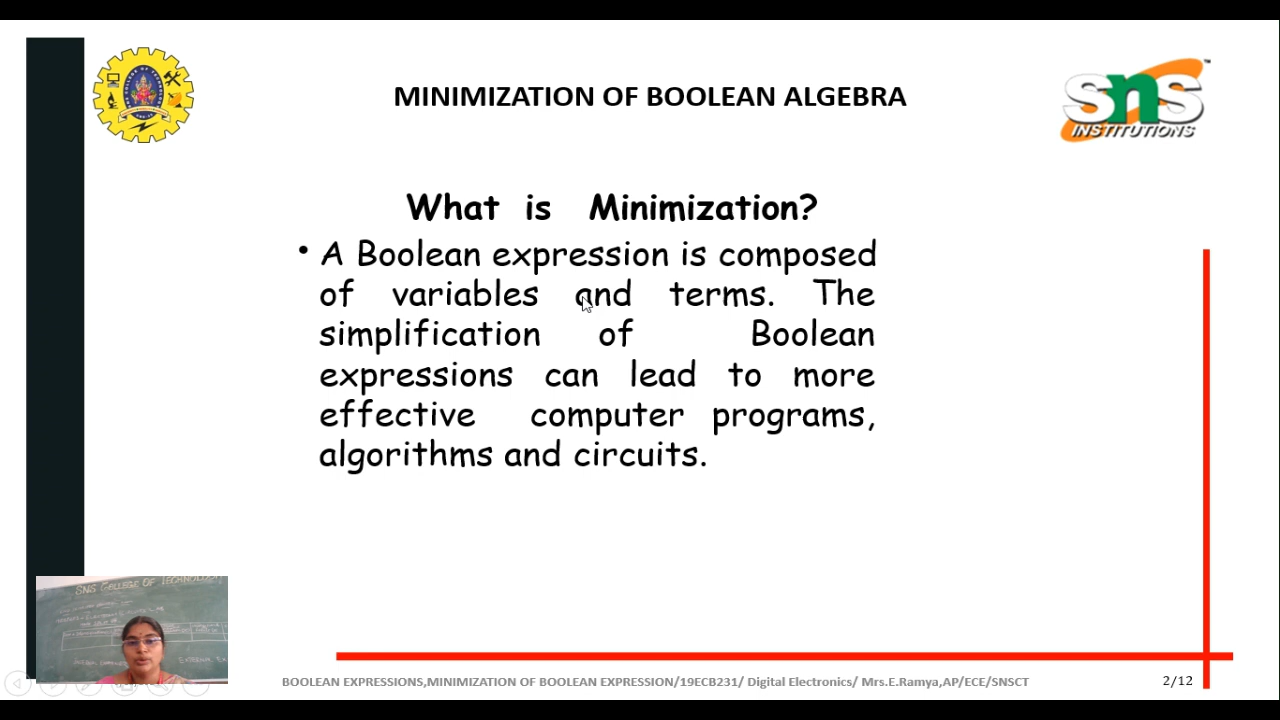 MINIMIZATION OF BOOLEAN ALGEBRA
SNS
INSTITUTIONS
What is Minimization?
• A Boolean expression is composed
of variables and terms. The
simplification of Boolean
expressions can lead to more
effective computer programs,
algorithms and circuits.
SNS COLLEGE OF TECHNOLOGY
BOOLEAN EXPRESSIONS,MINIMIZATION OF BOOLEAN EXPRESSION/19ECB231/ Digital Electronics/ Mrs.E.Ramya,AP/ECE/SNSCT
2/12